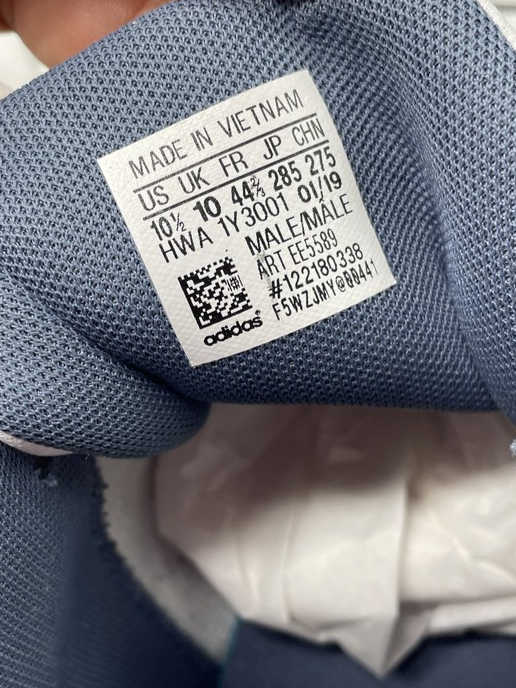 MADE IN VIETNAM
US UK FR JP CHN
10½ 10 44⅔ 285 275
HWA 1Y3001 01/19
MALE/MALE
ART EE5589
#122180338
F5WZJMY@00441
adidas